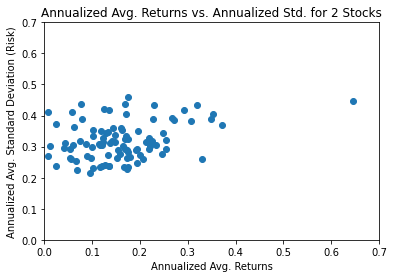 Annualized Avg. Returns vs. Annualized Std. for 2 Stocks
Annualized Avg. Standard Deviation (Risk)
0.7
0.6
0.5
0.4
0.3
0.2
0.1
0.0
0.0 0.1 0.2 0.3 0.4 0.5 0.6 0.7
Annualized Avg. Returns